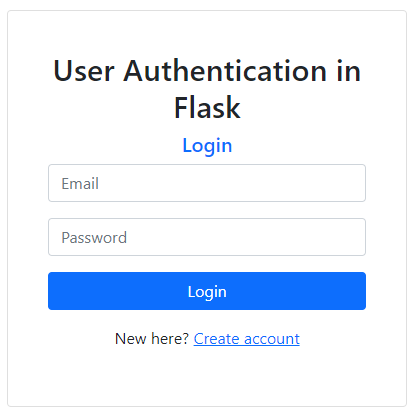 User Authentication in
Flask
Login
Email
Password
Login
New here? Create account